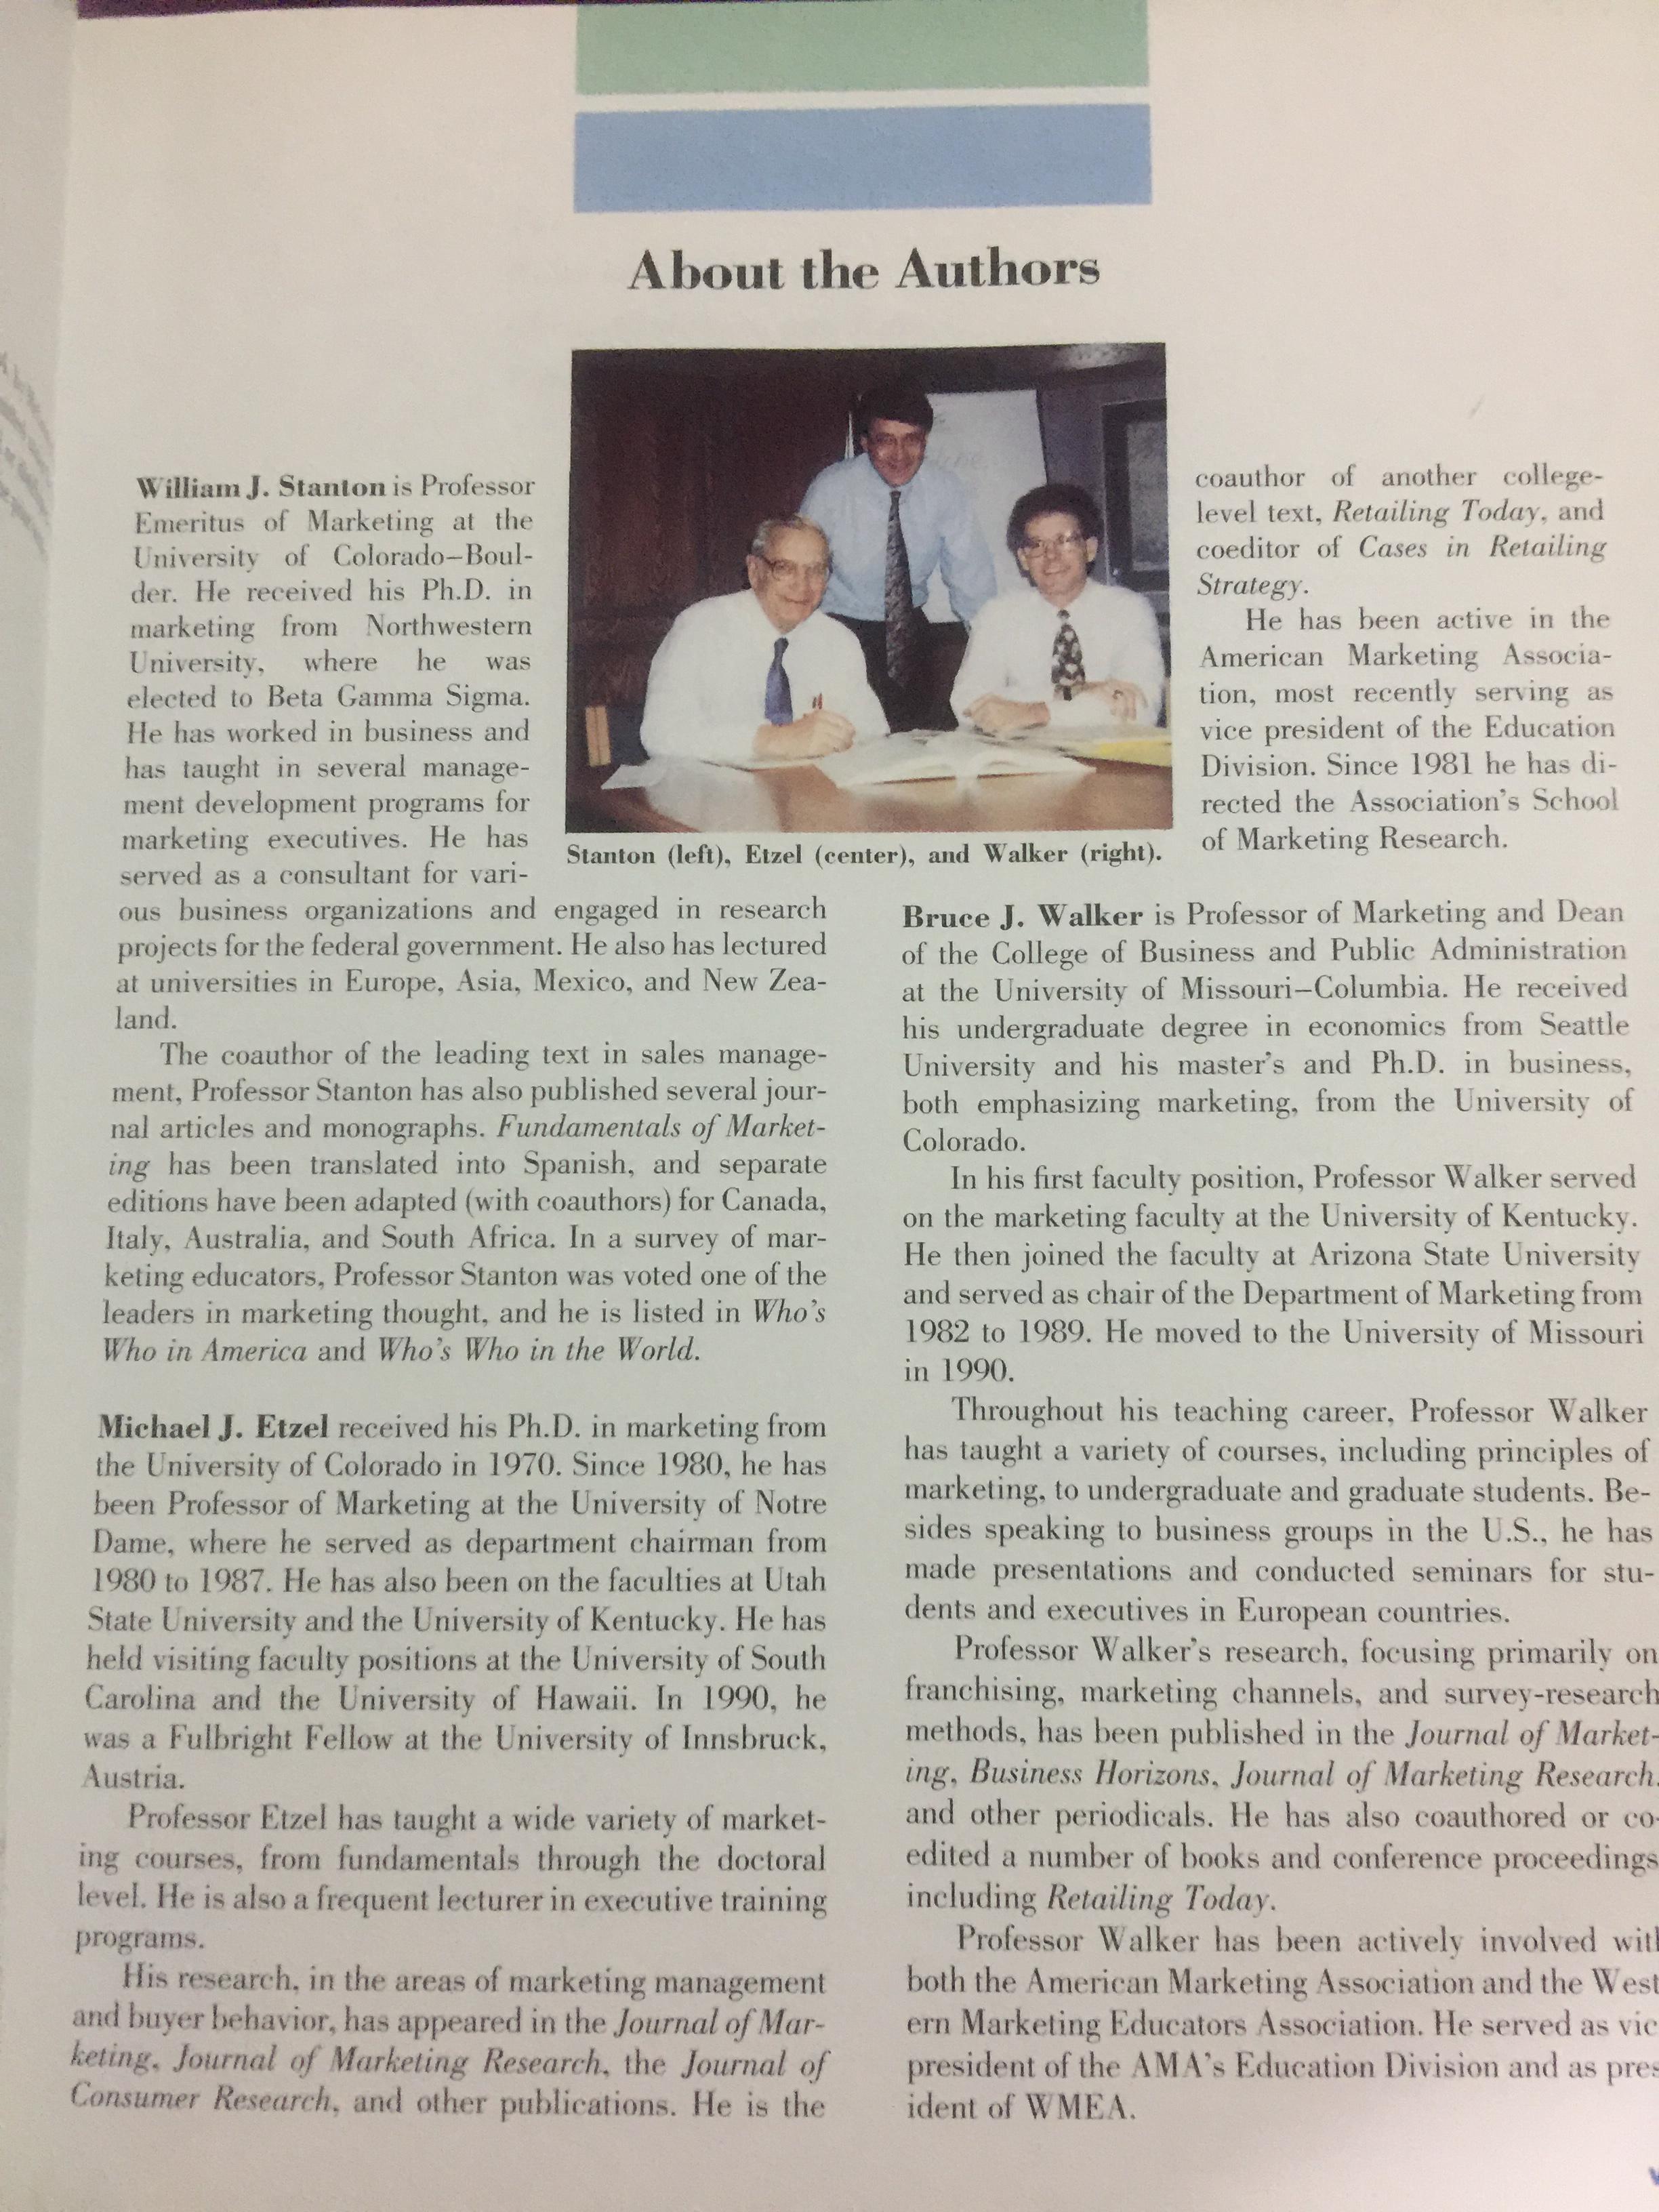 About the Authors
William J. Stanton is Professor
Emeritus of Marketing at the
University of Colorado–Boul-
der. He received his Ph.D. in
marketing from Northwestern
University, where he was
elected to Beta Gamma Sigma.
He has worked in business and
has taught in several manage-
ment development programs for
marketing executives. He has
served as a consultant for vari-
ous business organizations and engaged in research
projects for the federal government. He also has lectured
at universities in Europe, Asia, Mexico, and New Zea-
land.
The coauthor of the leading text in sales manage-
ment, Professor Stanton has also published several jour-
nal articles and monographs. Fundamentals of Market-
ing has been translated into Spanish, and separate
editions have been adapted (with coauthors) for Canada,
Italy, Australia, and South Africa. In a survey of mar-
keting educators, Professor Stanton was voted one of the
leaders in marketing thought, and he is listed in Who's
Who in America and Who's Who in the World.
Michael J. Etzel received his Ph.D. in marketing from
the University of Colorado in 1970. Since 1980, he has
been Professor of Marketing at the University of Notre
Dame, where he served as department chairman from
1980 to 1987. He has also been on the faculties at Utah
State University and the University of Kentucky. He has
held visiting faculty positions at the University of South
Carolina and the University of Hawaii. In 1990, he
was a Fulbright Fellow at the University of Innsbruck,
Austria.
Professor Etzel has taught a wide variety of market-
ing courses, from fundamentals through the doctoral
level. He is also a frequent lecturer in executive training
programs.
His research, in the areas of marketing management
and buyer behavior, has appeared in the Journal of Mar-
keting, Journal of Marketing Research, the Journal of
Consumer Research, and other publications. He is the
Stanton (left), Etzel (center), and Walker (right).
coauthor of another college-
level text, Retailing Today, and
coeditor of Cases in Retailing
Strategy.
He has been active in the
American Marketing Associa-
tion, most recently serving as
vice president of the Education
Division. Since 1981 he has di-
rected the Association's School
of Marketing Research.
Bruce J. Walker is Professor of Marketing and Dean
of the College of Business and Public Administration
at the University of Missouri–Columbia. He received
his undergraduate degree in economics from Seattle
University and his master's and Ph.D. in business,
both emphasizing marketing, from the University of
Colorado.
In his first faculty position, Professor Walker served
on the marketing faculty at the University of Kentucky.
He then joined the faculty at Arizona State University
and served as chair of the Department of Marketing from
1982 to 1989. He moved to the University of Missouri
in 1990.
Throughout his teaching career, Professor Walker
has taught a variety of courses, including principles of
marketing, to undergraduate and graduate students. Be-
sides speaking to business groups in the U.S., he has
made presentations and conducted seminars for stu-
dents and executives in European countries.
Professor Walker's research, focusing primarily on
franchising, marketing channels, and survey-research
methods, has been published in the Journal of Market-
ing, Business Horizons, Journal of Marketing Research,
and other periodicals. He has also coauthored or co-
edited a number of books and conference proceedings
including Retailing Today.
Professor Walker has been actively involved with
both the American Marketing Association and the West
ern Marketing Educators Association. He served as vic
president of the AMA's Education Division and as pres
ident of WMEA.